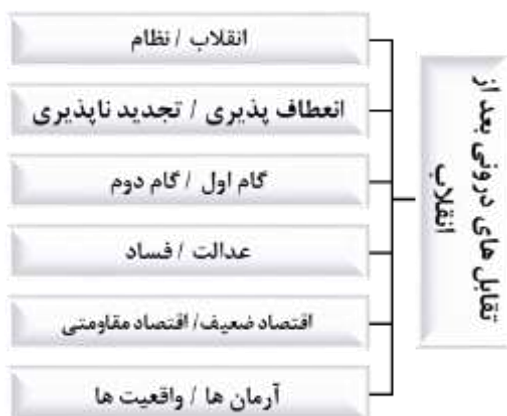 تقابل های درونی بعد از
انقلاب
انقلاب / نظام
انعطاف پذیری / تجدید ناپذیری
گام اول / گام دوم
عدالت / فساد
اقتصاد ضعیف/ اقتصاد مقاومتی
آرمان ها / واقعیت ها